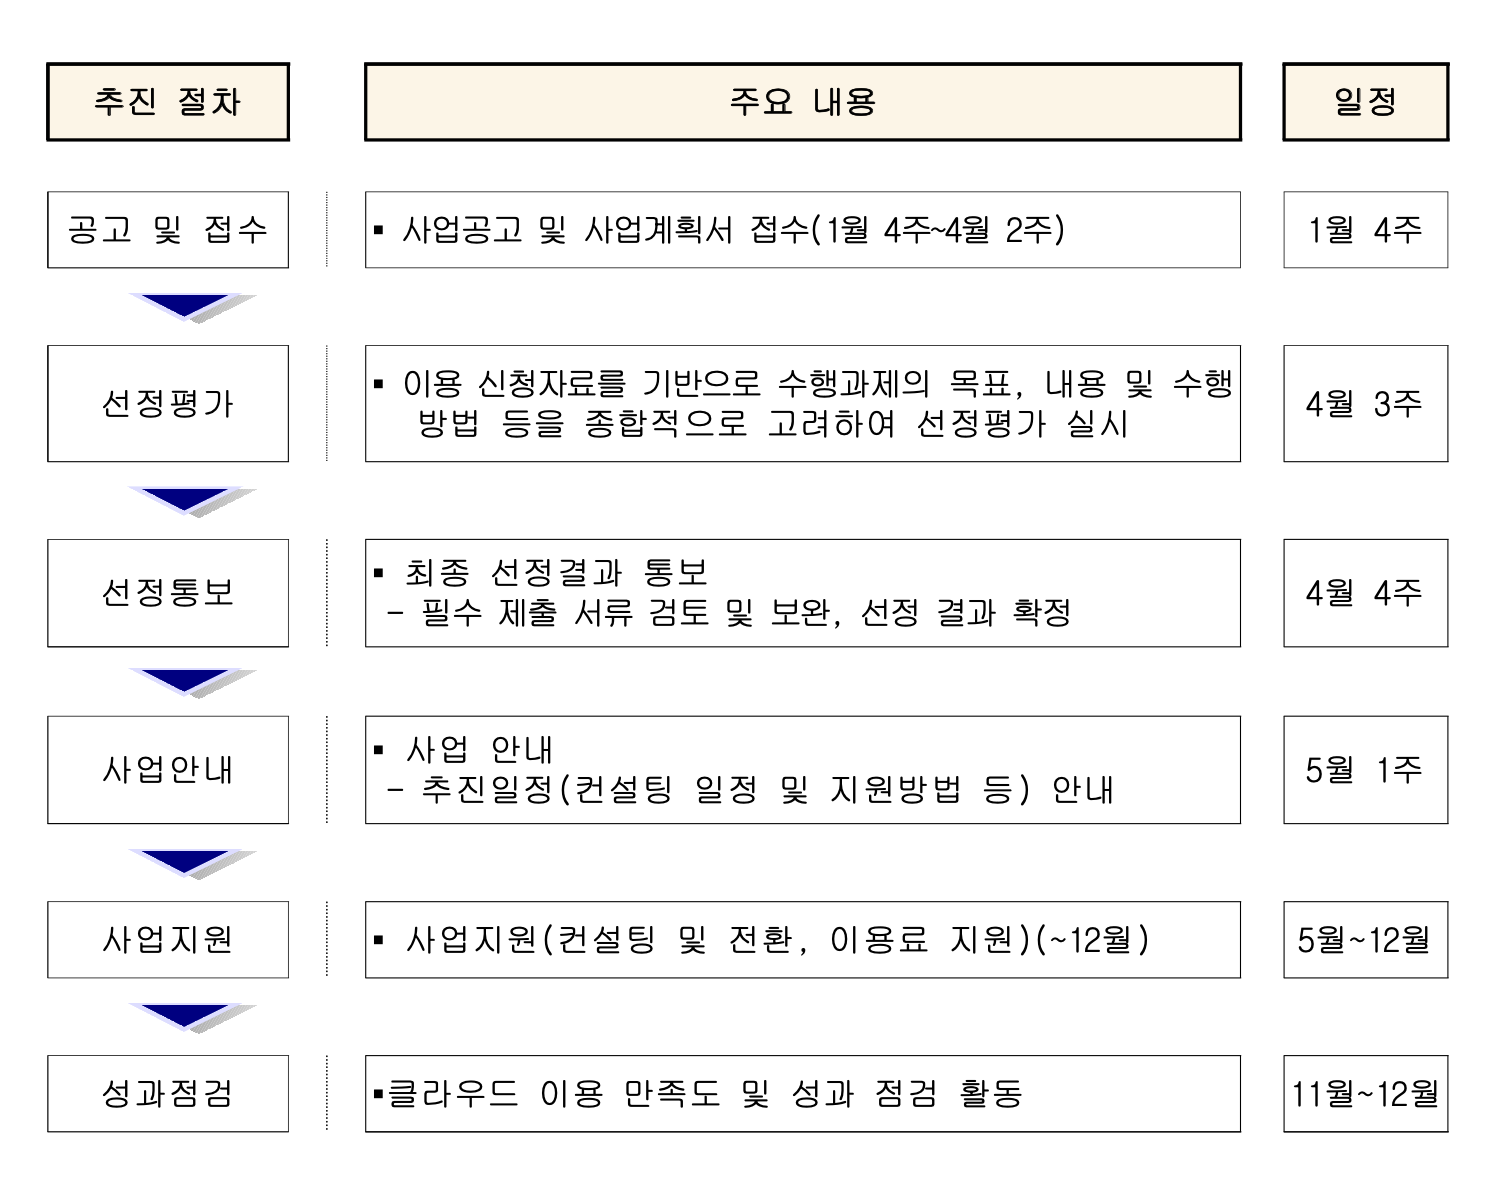 추진 절차
주요 내용
일정
공고 및 접수
▪ 사업공고 및 사업계획서 접수(1월 4주~4월 2주)
1월 4주
선정평가
▪ 이용 신청자료를 기반으로 수행과제의 목표, 내용 및 수행
방법 등을 종합적으로 고려하여 선정평가 실시
4월 3주
선정통보
▪ 최종 선정결과 통보
- 필수 제출 서류 검토 및 보완, 선정 결과 확정
4월 4주
사업안내
▪ 사업 안내
- 추진일정(컨설팅 일정 및 지원방법 등) 안내
5월 1주
사업지원
▪ 사업지원(컨설팅 및 전환, 이용료 지원)(~12월)
5월~12월
성과점검
▪클라우드 이용 만족도 및 성과 점검 활동
11월~12월